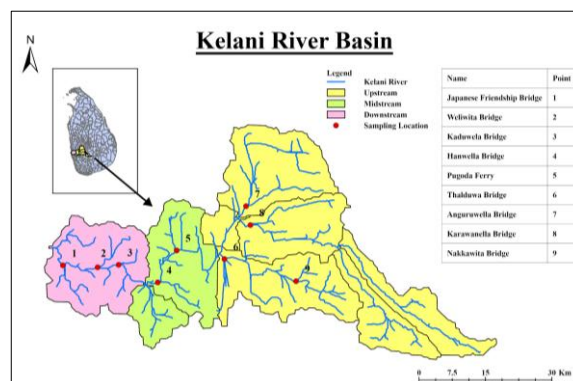 Kelani River Basin
N
Legend
Kelani River
Upstream
Midstream
Downstream
Sampling Location
Name Point
Japanese Friendship Bridge 1
Weliwita Bridge 2
Kaduwela Bridge 3
Hanwella Bridge 4
Pugoda Ferry 5
Thalduwa Bridge 6
Anguruwella Bridge 7
Karawanella Bridge 8
Nakkawita Bridge 9
7
8
5
6
1 2 3
4
9
0 7.5 15 30 Km